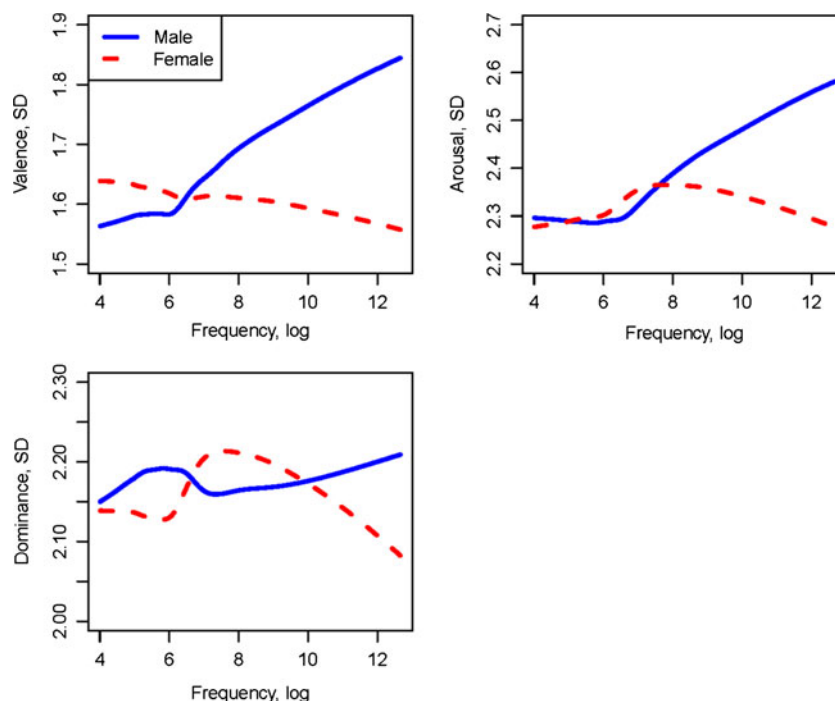 Male
Female
Valence, SD
1.5 1.6 1.7 1.8 1.9
4 6 8 10 12
Frequency, log
Arousal, SD
2.2 2.3 2.4 2.5 2.6 2.7
4 6 8 10 12
Frequency, log
Dominance, SD
2.00 2.10 2.20 2.30
4 6 8 10 12
Frequency, log